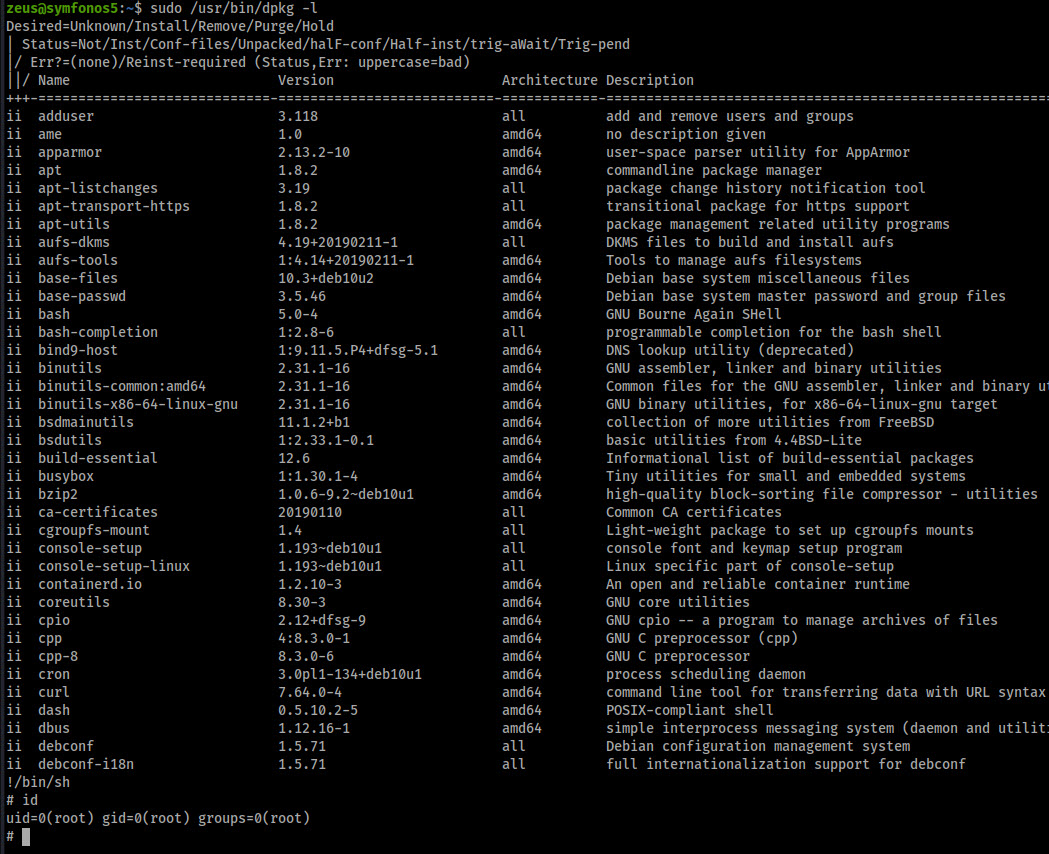 zeus@symfonos5:~$ sudo /usr/bin/dpkg -l
Desired=Unknown/Install/Remove/Purge/Hold
| Status=Not/Inst/Conf-files/Unpacked/halF-conf/Half-inst/trig-aWait/Trig-pend
|/ Err?=(none)/Reinst-required (Status,Err: uppercase=bad)
||/ Name                          Version                     Architecture Description
+++-=============================-============================-============-========================================================
ii  adduser                       3.118                       all          add and remove users and groups
ii  ame                           1.0                         amd64        no description given
ii  apparmor                      2.13.2-10                   amd64        user-space parser utility for AppArmor
ii  apt                           1.8.2                       amd64        commandline package manager
ii  apt-listchanges               3.19                        all          package change history notification tool
ii  apt-transport-https           1.8.2                       all          transitional package for https support
ii  apt-utils                     1.8.2                       amd64        package management related utility programs
ii  aufs-dkms                     4.19+20190211-1             all          DKMS files to build and install aufs
ii  aufs-tools                    1:4.14+20190211-1           amd64        Tools to manage aufs filesystems
ii  base-files                    10.3+deb10u2                amd64        Debian base system miscellaneous files
ii  base-passwd                   3.5.46                      amd64        Debian base system master password and group files
ii  bash                          5.0-4                       amd64        GNU Bourne Again SHell
ii  bash-completion               1:2.8-6                     all          programmable completion for the bash shell
ii  bind9-host                    1:9.11.5.P4+dfsg-5.1        amd64        DNS lookup utility (deprecated)
ii  binutils                      2.31.1-16                   amd64        GNU assembler, linker and binary utilities
ii  binutils-common:amd64         2.31.1-16                   amd64        Common files for the GNU assembler, linker and binary ut
ii  binutils-x86-64-linux-gnu     2.31.1-16                   amd64        GNU binary utilities, for x86-64-linux-gnu target
ii  bsdmainutils                  11.1.2+b1                   amd64        collection of more utilities from FreeBSD
ii  bsdutils                      1:2.33.1-0.1                amd64        basic utilities from 4.4BSD-Lite
ii  build-essential               12.6                        amd64        Informational list of build-essential packages
ii  busybox                       1:1.30.1-4                  amd64        Tiny utilities for small and embedded systems
ii  bzip2                         1.0.6-9.2~deb10u1           amd64        high-quality block-sorting file compressor - utilities
ii  ca-certificates               20190110                    all          Common CA certificates
ii  cgroupfs-mount                1.4                         all          Light-weight package to set up cgroupfs mounts
ii  console-setup                 1.193~deb10u1               all          console font and keymap setup program
ii  console-setup-linux           1.193~deb10u1               all          Linux specific part of console-setup
ii  containerd.io                 1.2.10-3                    amd64        An open and reliable container runtime
ii  coreutils                     8.30-3                      amd64        GNU core utilities
ii  cpio                          2.12+dfsg-9                 amd64        GNU cpio -- a program to manage archives of files
ii  cpp                           4:8.3.0-1                   amd64        GNU C preprocessor (cpp)
ii  cpp-8                         8.3.0-6                     amd64        GNU C preprocessor
ii  cron                          3.0pl1-134+deb10u1          amd64        process scheduling daemon
ii  curl                          7.64.0-4                    amd64        command line tool for transferring data with URL syntax
ii  dash                          0.5.10.2-5                  amd64        POSIX-compliant shell
ii  dbus                          1.12.16-1                   amd64        simple interprocess messaging system (daemon and utiliti
ii  debconf                       1.5.71                      all          Debian configuration management system
ii  debconf-i18n                  1.5.71                      all          full internationalization support for debconf
!/bin/sh
# id
uid=0(root) gid=0(root) groups=0(root)
#